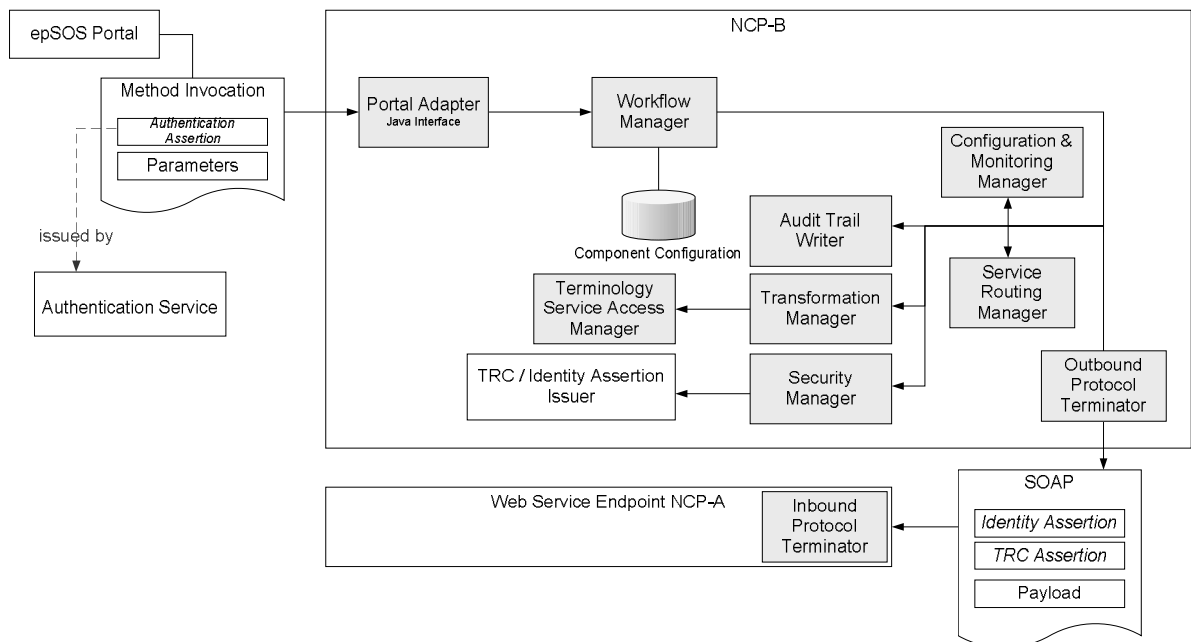 epSOS Portal
Method Invocation
Authentication
Assertion
Parameters
issued by
Authentication Service
NCP-B
Portal Adapter
Java Interface
Workflow
Manager
Component Configuration
Configuration &
Monitoring
Manager
Audit Trail
Writer
Service
Routing
Manager
Terminology
Service Access
Manager
Transformation
Manager
TRC / Identity Assertion
Issuer
Security
Manager
Outbound
Protocol
Terminator
Web Service Endpoint NCP-A
Inbound
Protocol
Terminator
SOAP
Identity Assertion
TRC Assertion
Payload